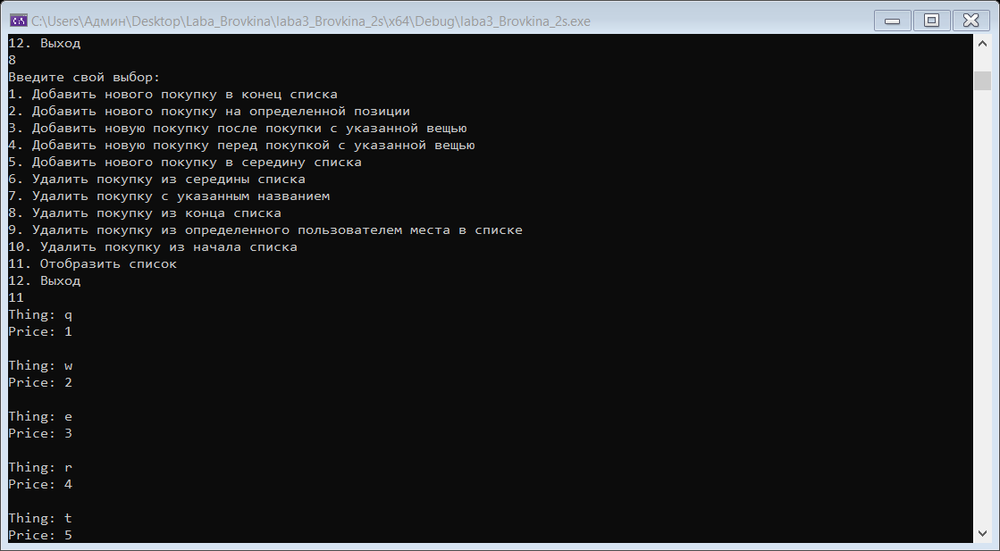 C:\Users\Админ\Desktop\Laba_Brovkina\laba3_Brovkina_2s\x64\Debug\laba3_Brovkina_2s.exe
12. Выход
8
Введите свой выбор:
1. Добавить нового покупку в конец списка
2. Добавить нового покупку на определенной позиции
3. Добавить новую покупку после покупки с указанной вещью
4. Добавить новую покупку перед покупкой с указанной вещью
5. Добавить нового покупку в середину списка
6. Удалить покупку из середины списка
7. Удалить покупку с указанным названием
8. Удалить покупку из конца списка
9. Удалить покупку из определенного пользователем места в списке
10. Удалить покупку из начала списка
11. Отобразить список
12. Выход
11
Thing: q
Price: 1
Thing: w
Price: 2
Thing: e
Price: 3
Thing: r
Price: 4
Thing: t
Price: 5